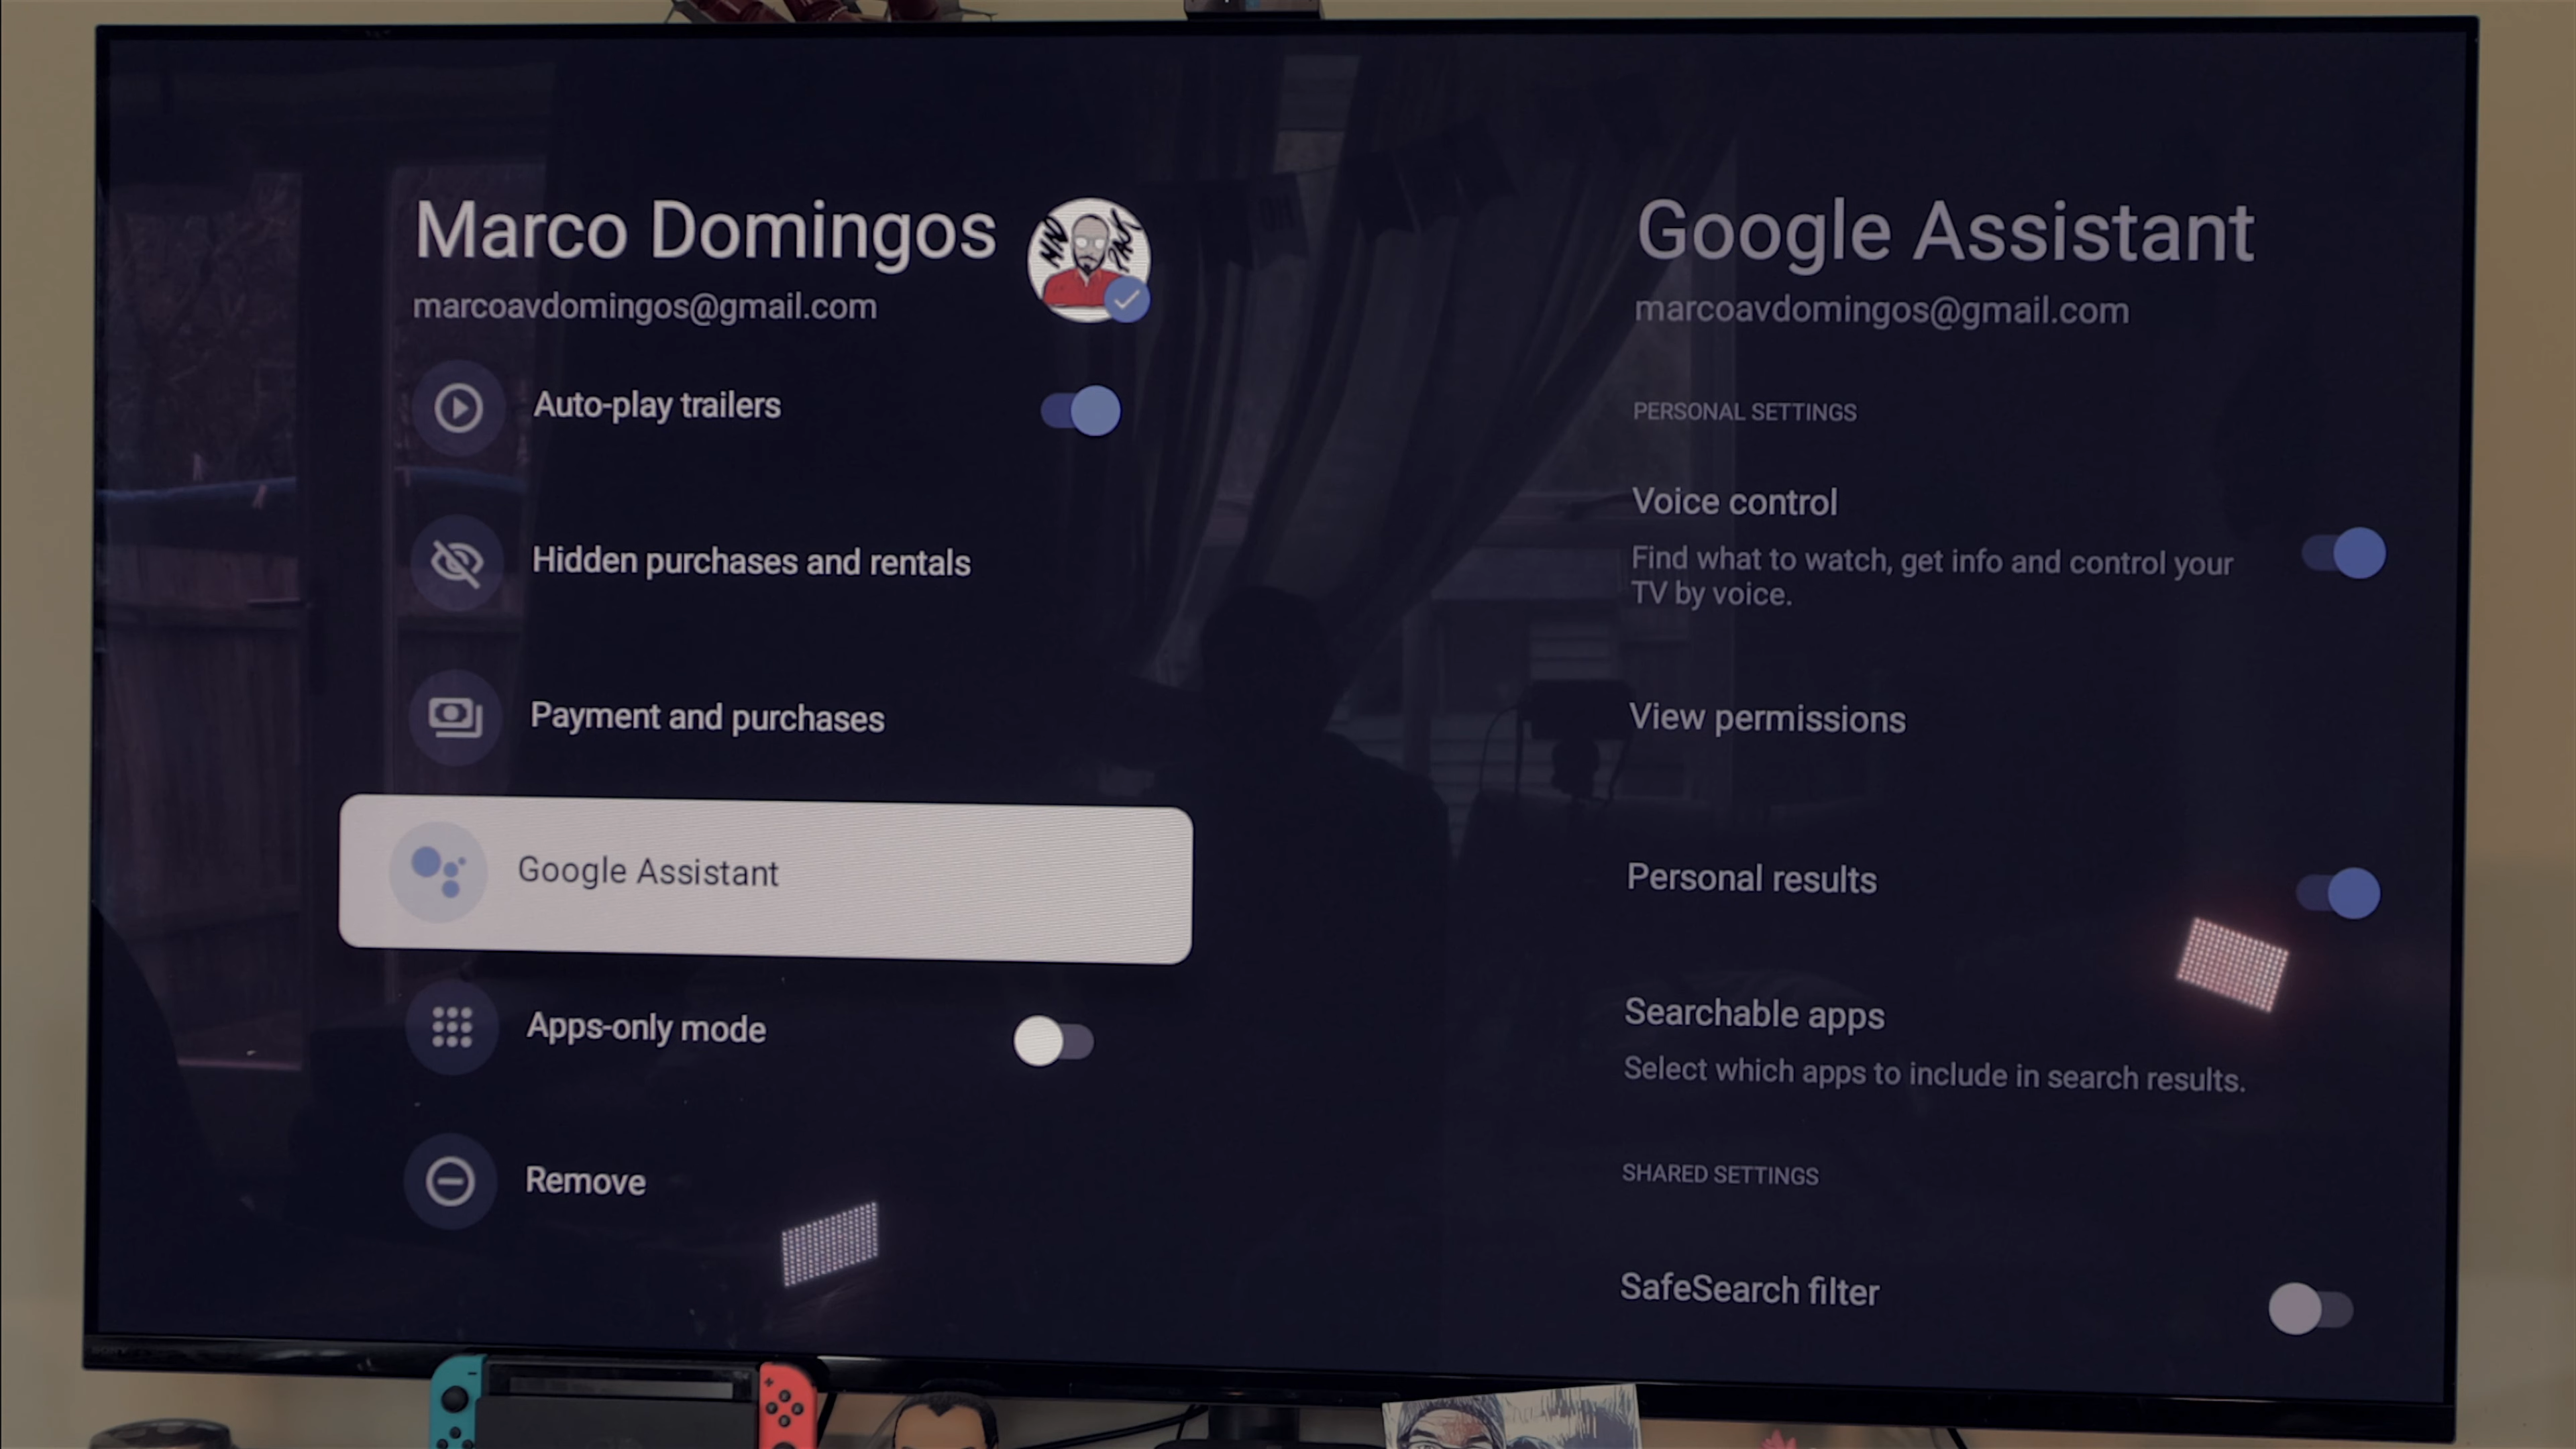 Marco Domingos
marcoavdomingos@gmail.com
Auto-play trailers
Hidden purchases and rentals
Payment and purchases
Google Assistant
Apps-only mode
Remove
Google Assistant
marcoavdomingos@gmail.com
PERSONAL SETTINGS
Voice control
Find what to watch, get info and control your
TV by voice.
View permissions
Personal results
Searchable apps
Select which apps to include in search results.
SHARED SETTINGS
SafeSearch filter